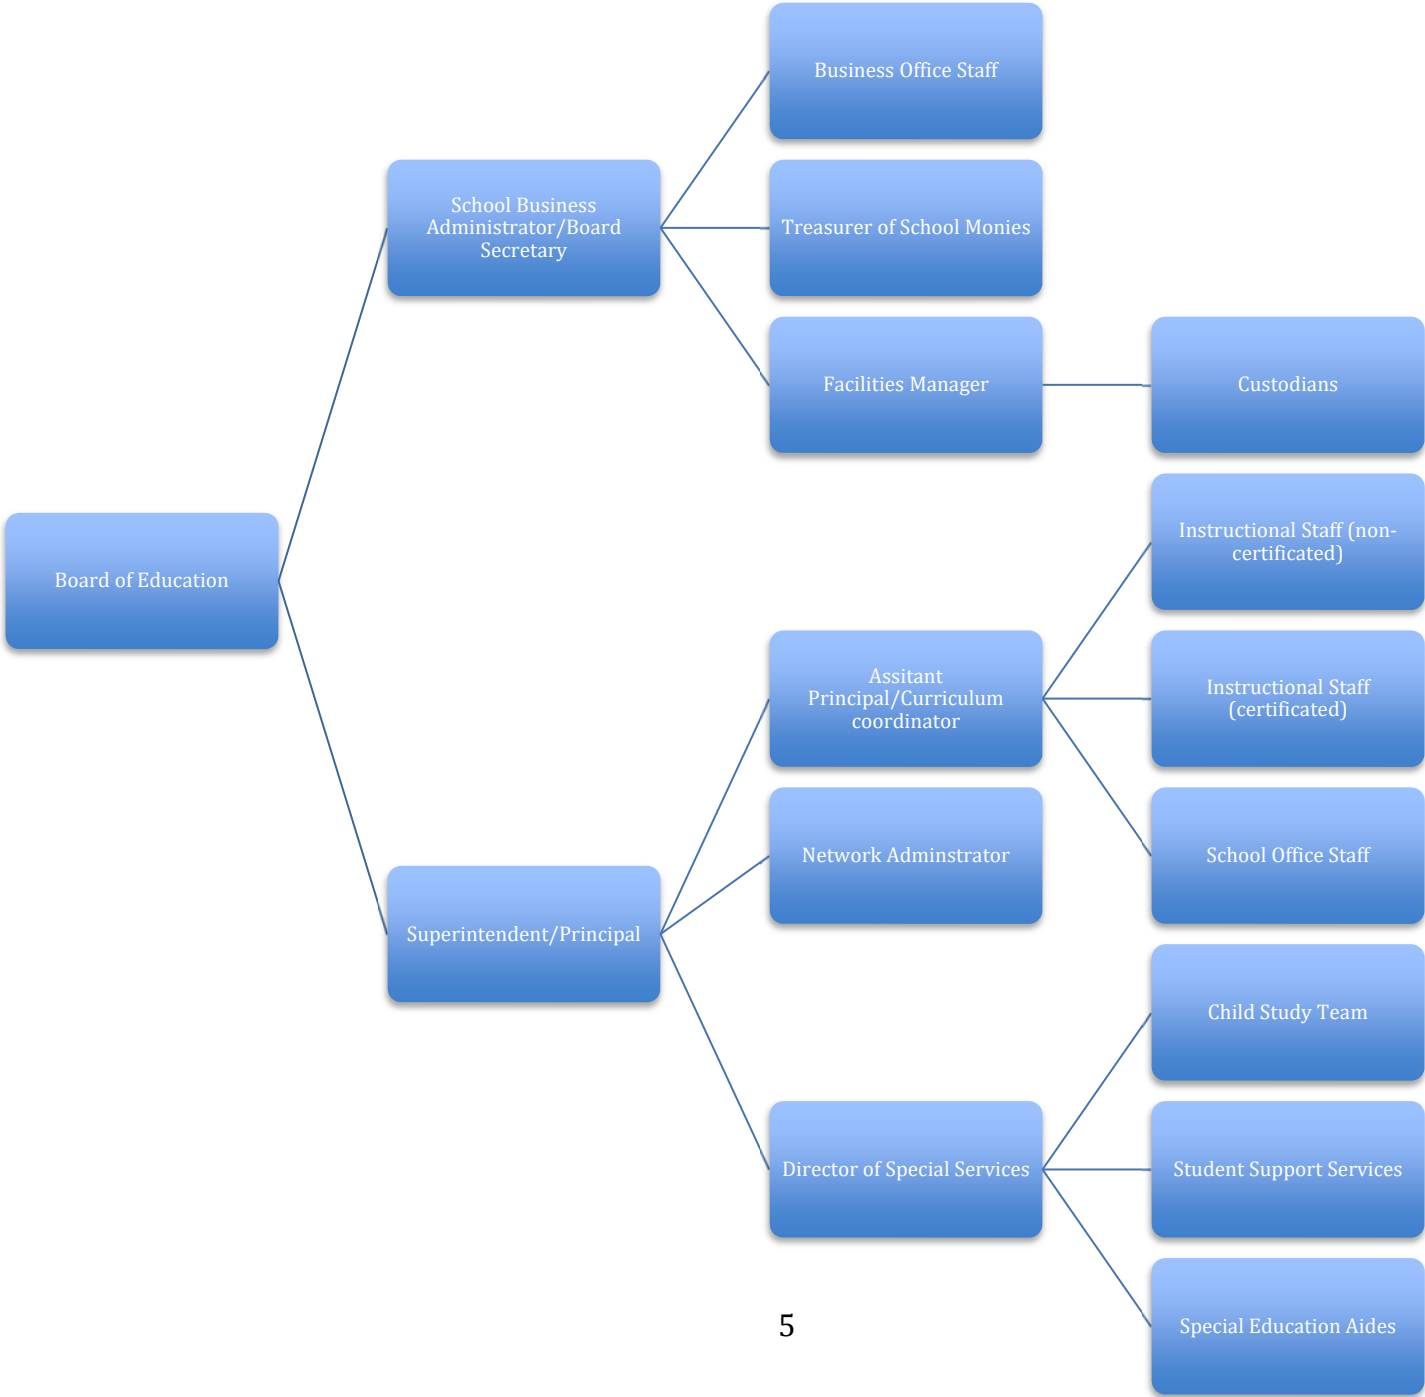 Business Office Staff
School Business
Administrator/Board
Secretary
Treasurer of School Monies
Facilities Manager
Custodians
Board of Education
Instructional Staff (non-
certificated)
Assitant
Principal/Curriculum
coordinator
Instructional Staff
(certificated)
Network Adminstrator
School Office Staff
Superintendent/Principal
Child Study Team
Director of Special Services
Student Support Services
Special Education Aides
5